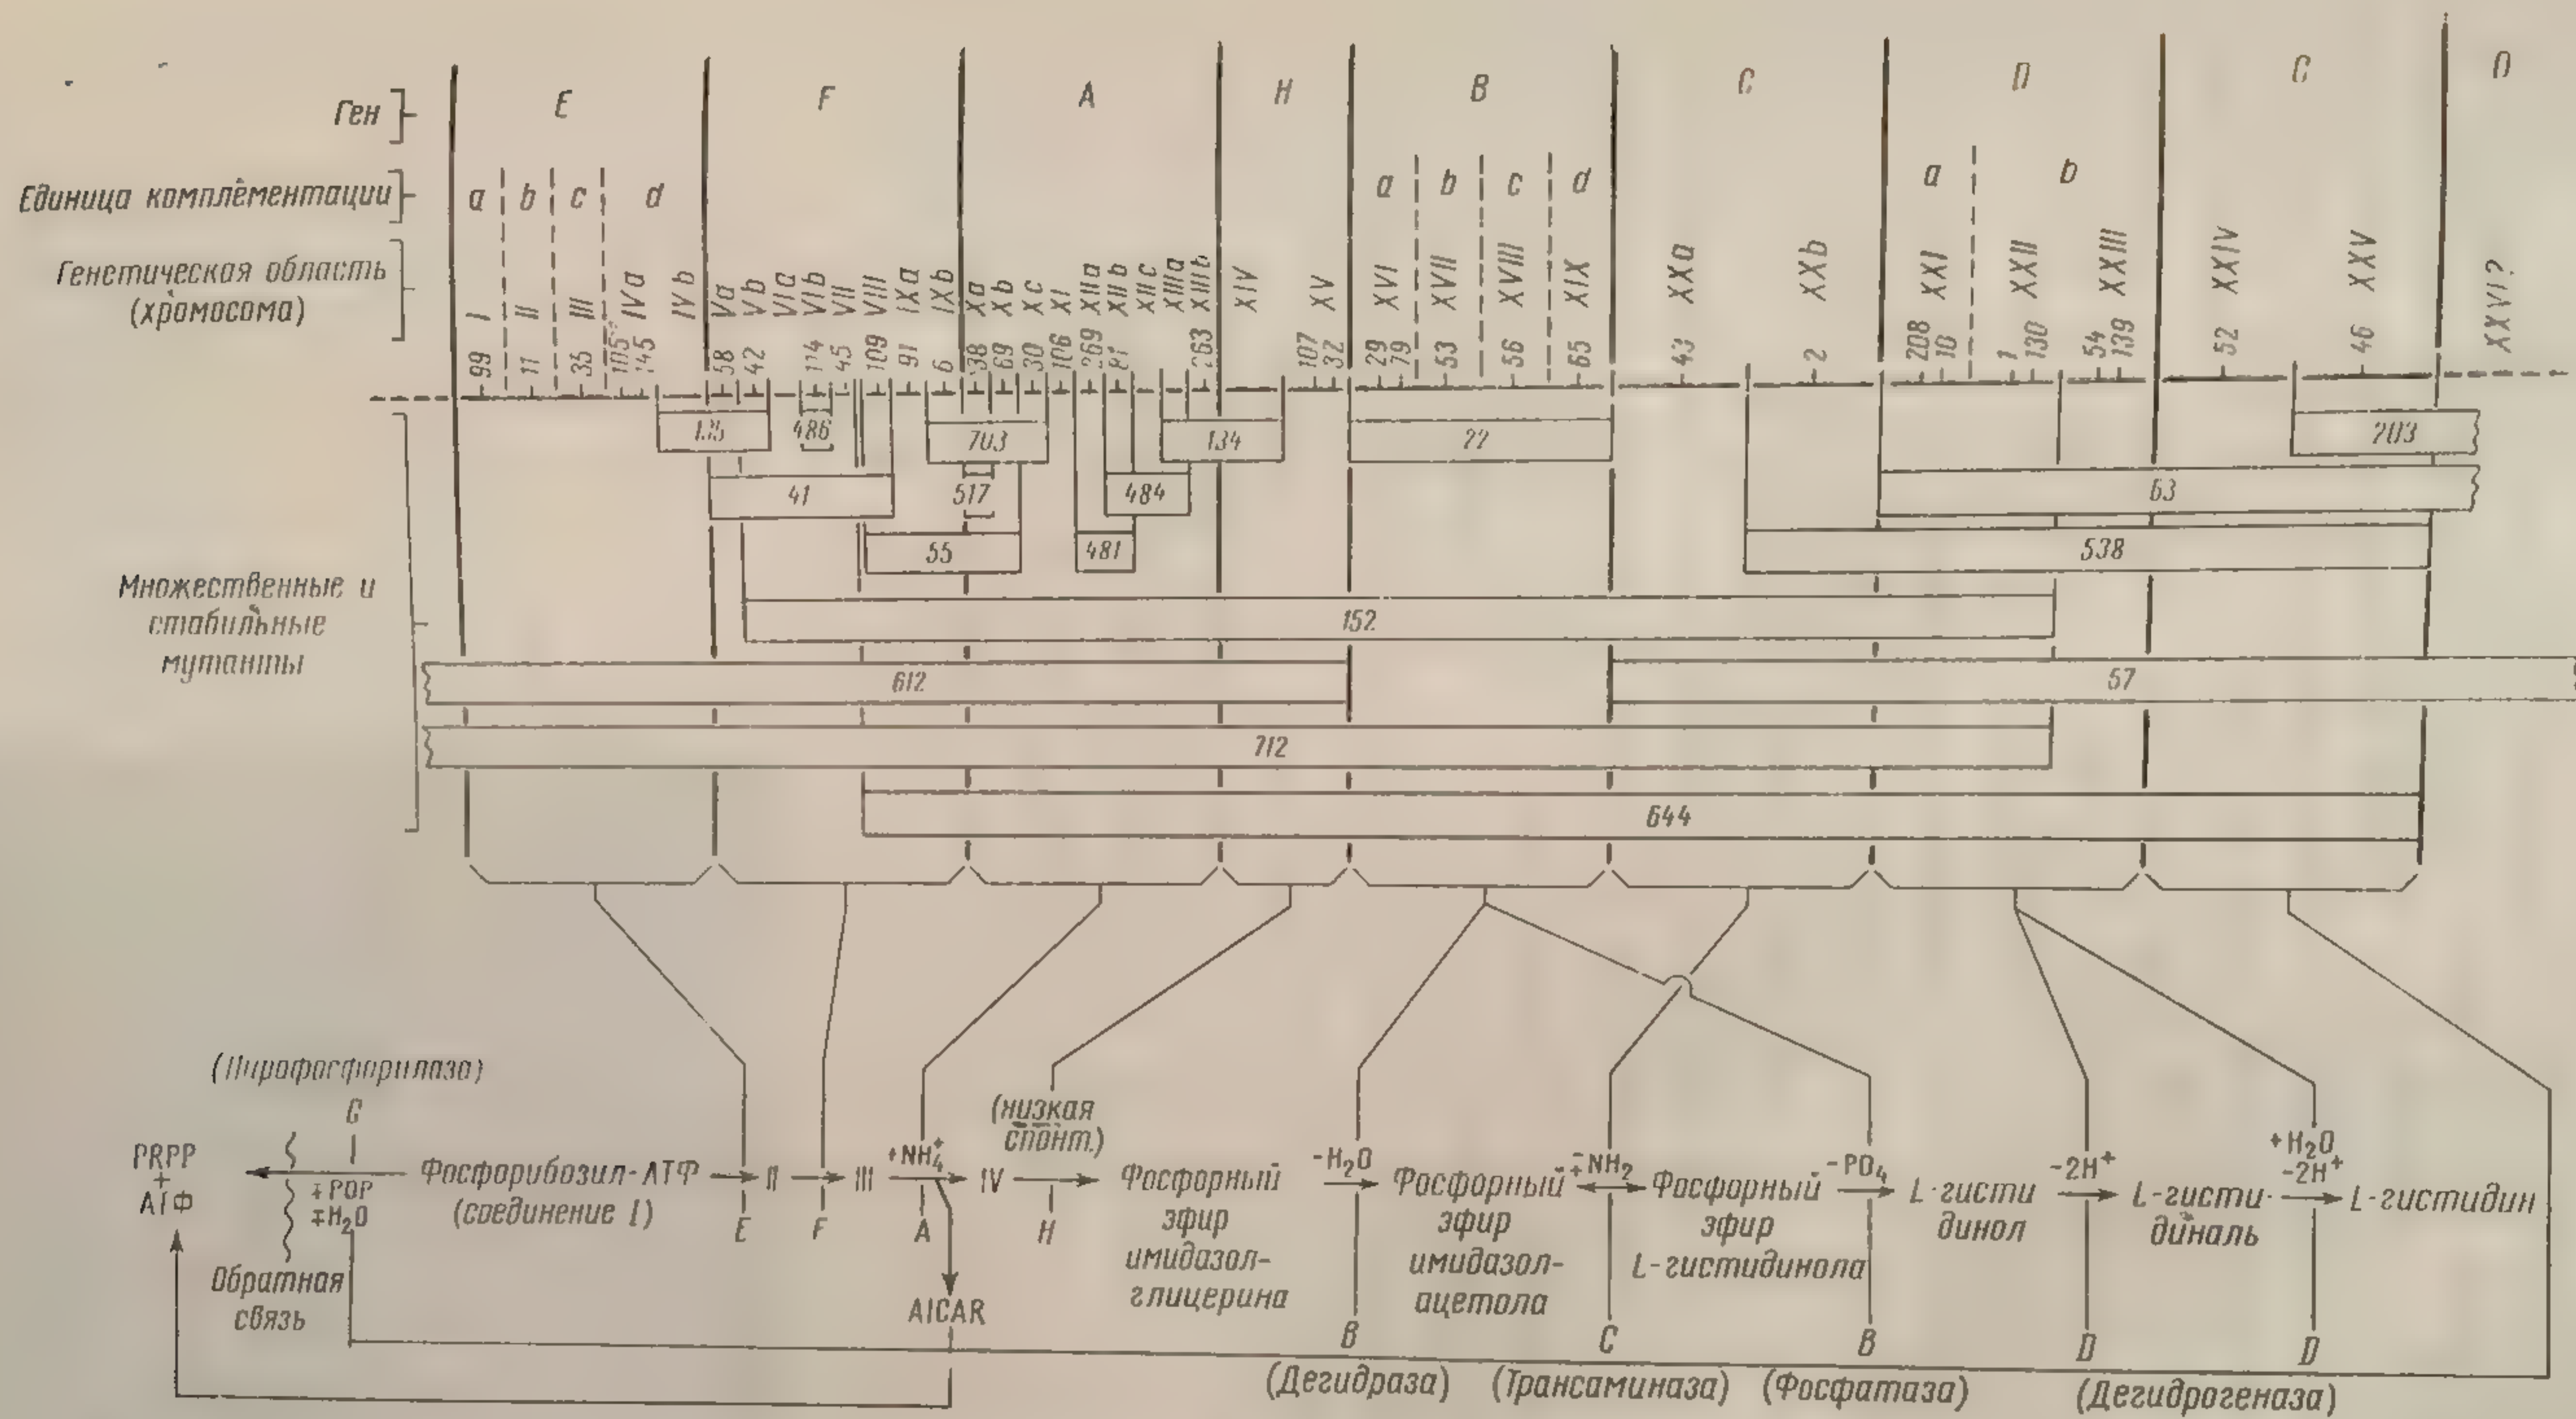 Ген
E F A H B C D G O
Единица комплементации
a b c d a b c d a b
Генетическая область
(хромосома)
I II III IVa IVb Va Vb VIa VIb VII VIII IXa IXb Xa Xb Xc XI XIIa XIIb XIIc XIIIa XIIIb XIV XV XVI XVII XVIII XIX XXa XXb XXI XXII XXIII XXIV XXV XXVI?
99 11 35 145 58 42 45 109 91 6 38 69 30 106 269 81 263 107 32 29 79 53 56 65 43 2 208 10 1 130 54 139 52 46
135 486 703 134 22 203
41 517 484 63
55 481 538
Множественные и
стабильные
мутанты
152
612 57
712
644
(Пирофосфорилаза)
G
PRPP
+
АТФ
∓POP
∓H₂O
Обратная
связь
Фосфорибозил-АТФ
(соединение I)
E
II
F
III
+NH₄⁺
A
AICAR
IV
(низкая
спонт.)
H
Фосфорный
эфир
имидазол-
глицерина
-H₂O
B
(Дегидраза)
Фосфорный
эфир
имидазол-
ацетола
∓NH₂
C
(Трансаминаза)
Фосфорный
эфир
L-гистидинола
-PO₄
B
(Фосфатаза)
L-гисти
динол
-2H⁺
D
L-гисти-
диналь
+H₂O
-2H⁺
D
(Дегидрогеназа)
L-гистидин